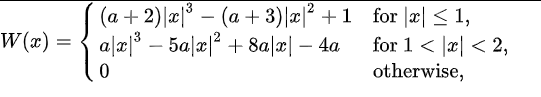 W(x) = { (a + 2)|x|³ − (a + 3)|x|² + 1 for |x| ≤ 1,
a|x|³ − 5a|x|² + 8a|x| − 4a for 1 < |x| < 2,
0 otherwise,